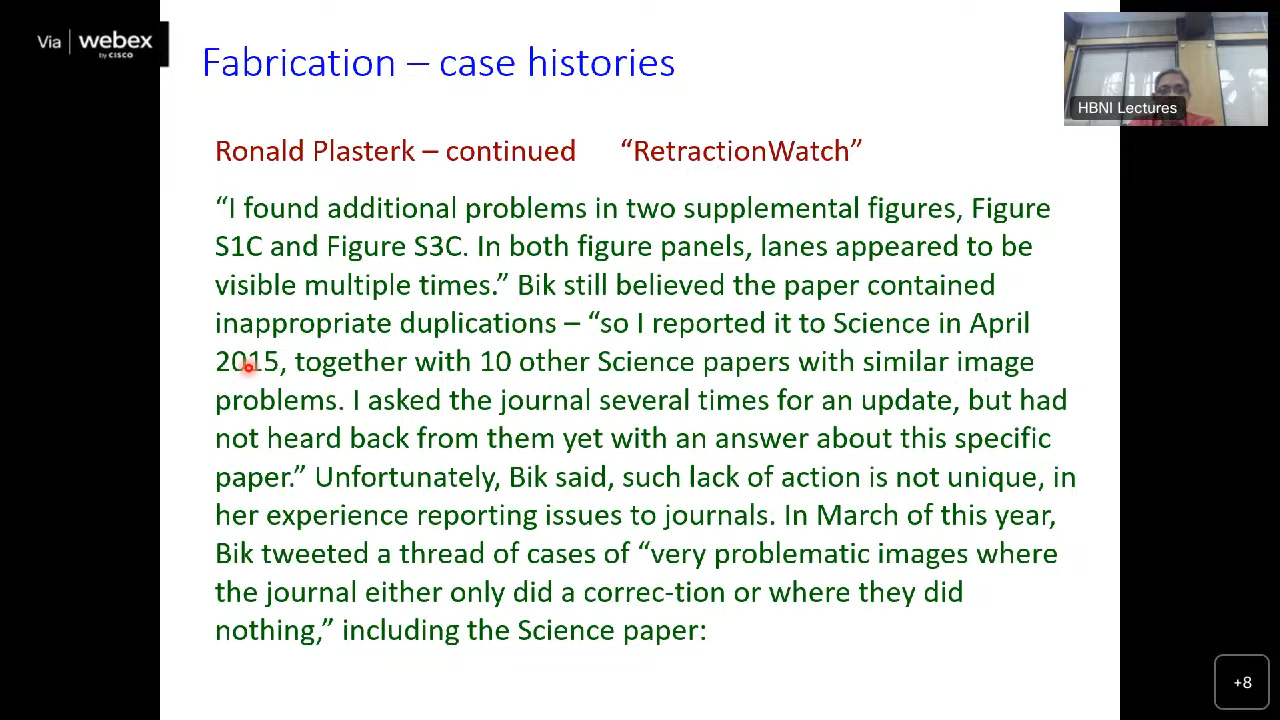 Via webex
by CISCO
Fabrication – case histories
HBNI Lectures
Ronald Plasterk – continued “RetractionWatch”
“I found additional problems in two supplemental figures, Figure
S1C and Figure S3C. In both figure panels, lanes appeared to be
visible multiple times.” Bik still believed the paper contained
inappropriate duplications – “so I reported it to Science in April
2015, together with 10 other Science papers with similar image
problems. I asked the journal several times for an update, but had
not heard back from them yet with an answer about this specific
paper.” Unfortunately, Bik said, such lack of action is not unique, in
her experience reporting issues to journals. In March of this year,
Bik tweeted a thread of cases of “very problematic images where
the journal either only did a correc-tion or where they did
nothing,” including the Science paper:
+8